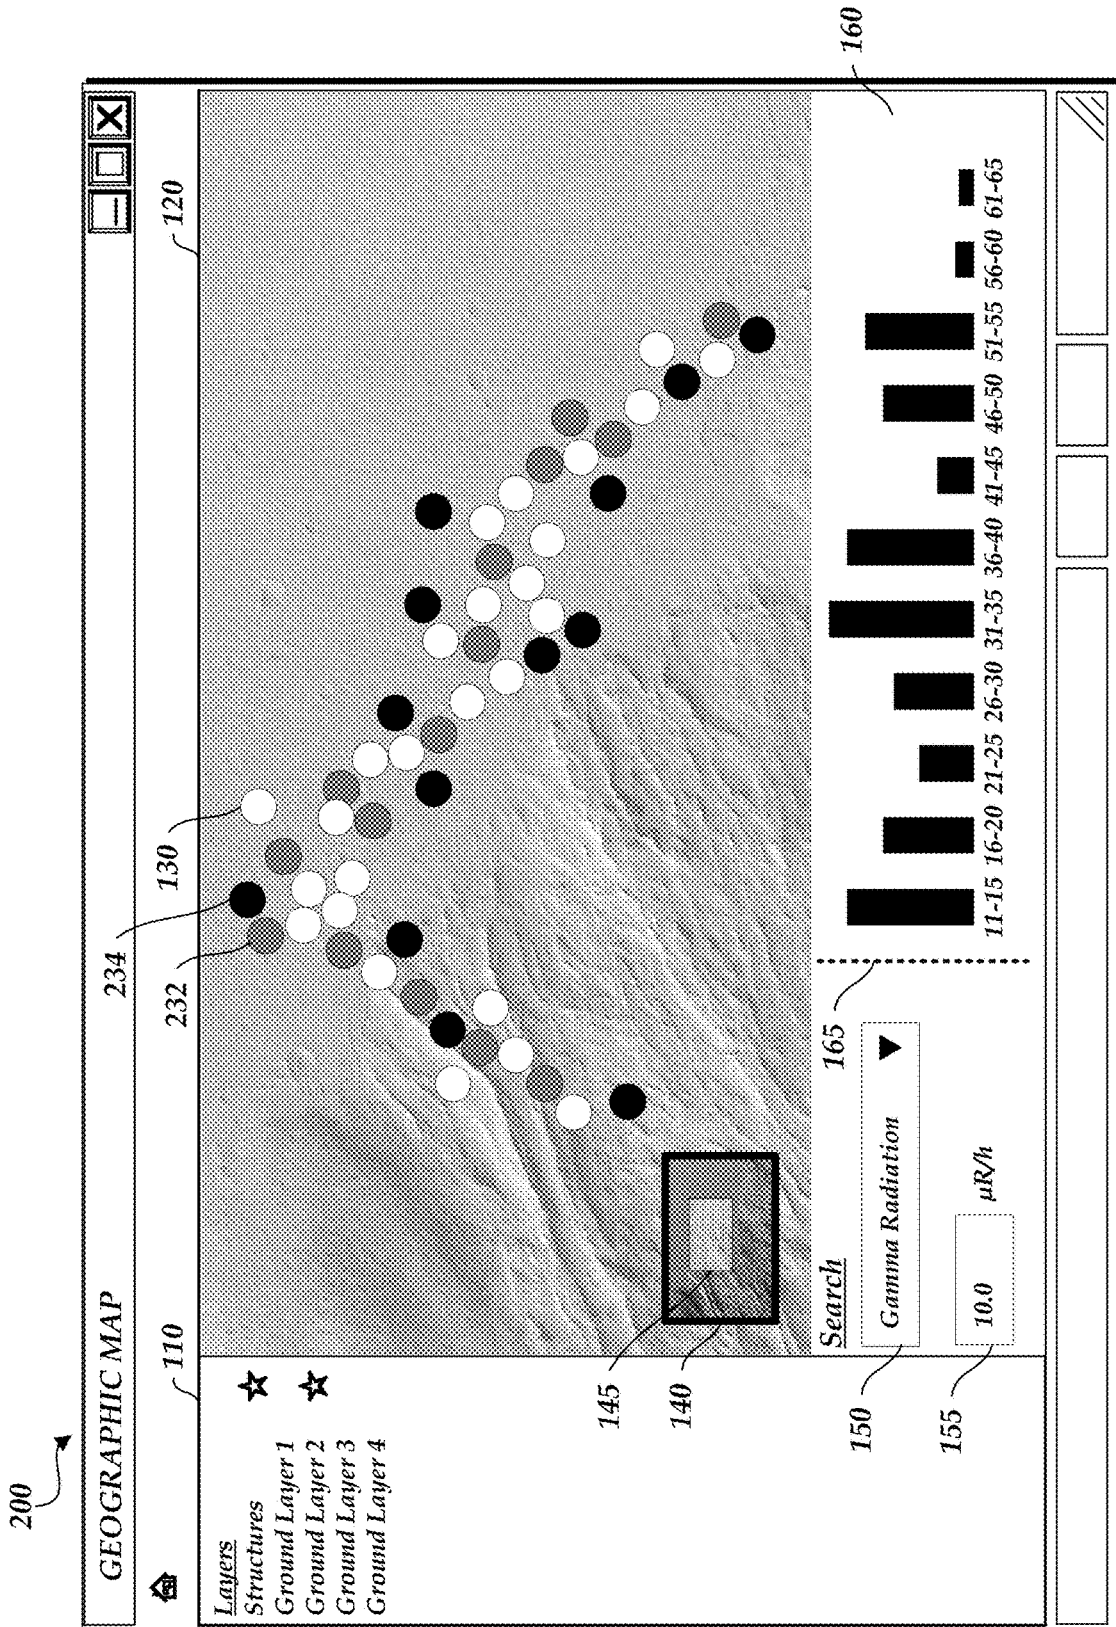 200
GEOGRAPHIC MAP
110
234
232
130
120
Layers
Structures
Ground Layer 1
Ground Layer 2
Ground Layer 3
Ground Layer 4
145
140
Search
150
Gamma Radiation
155
10.0 µR/h
165
160
11-15 16-20 21-25 26-30 31-35 36-40 41-45 46-50 51-55 56-60 61-65